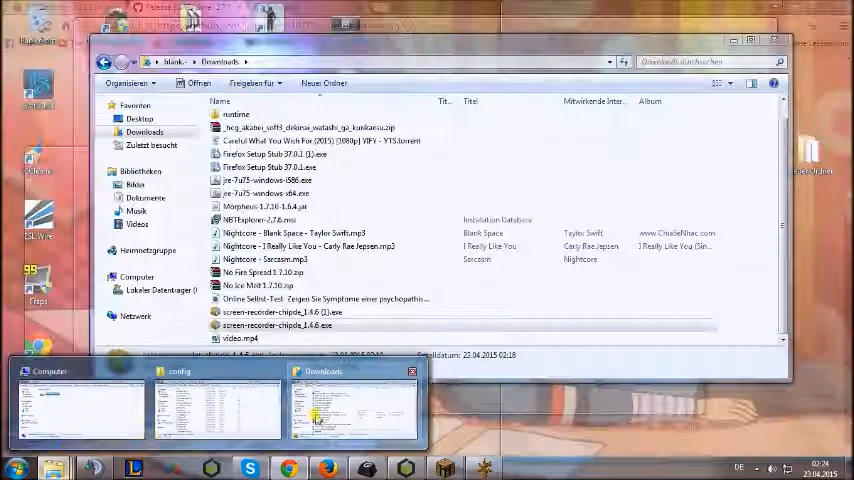 Release
blank.- ▸ Downloads ▸
Downloads durchsuchen
Organisieren
Öffnen
Freigeben für
Neuer Ordner
Name
Tit...
Titel
Mitwirkende Inter...
Album
Favoriten
Desktop
Downloads
Zuletzt besucht
Bibliotheken
Bilder
Dokumente
Musik
Videos
Heimnetzgruppe
Computer
Lokaler Datenträger (
Netzwerk
runtime
_hcg_akabei_soft3_dekinai_watashi_ga_kurikaesu.zip
Careful What You Wish For (2015) [1080p] YIFY - YTS.torrent
Firefox Setup Stub 37.0.1 (1).exe
Firefox Setup Stub 37.0.1.exe
jre-7u75-windows-i586.exe
jre-7u75-windows-x64.exe
Morpheus-1.7.10-1.6.4.jar
NBTExplorer-2.7.6.msi
Installation Database
Nightcore - Blank Space - Taylor Swift.mp3
Blank Space
Taylor Swift
www.ChiaSeNhac.com
Nightcore - I Really Like You - Carly Rae Jepsen.mp3
I Really Like You
Carly Rae Jepsen
I Really Like You (Sin...
Nightcore - Sarcasm.mp3
Sarcasm
Nightcore
No Fire Spread 1.7.10.zip
No Ice Melt 1.7.10.zip
Online Selbst-Test Zeigen Sie Symptome einer psychopathis...
screen-recorder-chipde_1.4.6 (1).exe
screen-recorder-chipde_1.4.6.exe
video.mp4
Erstelldatum: 23.04.2015 02:18
CCleaner
ESL Wire
99
Fraps
Computer
config
Downloads
DE
02:24
23.04.2015